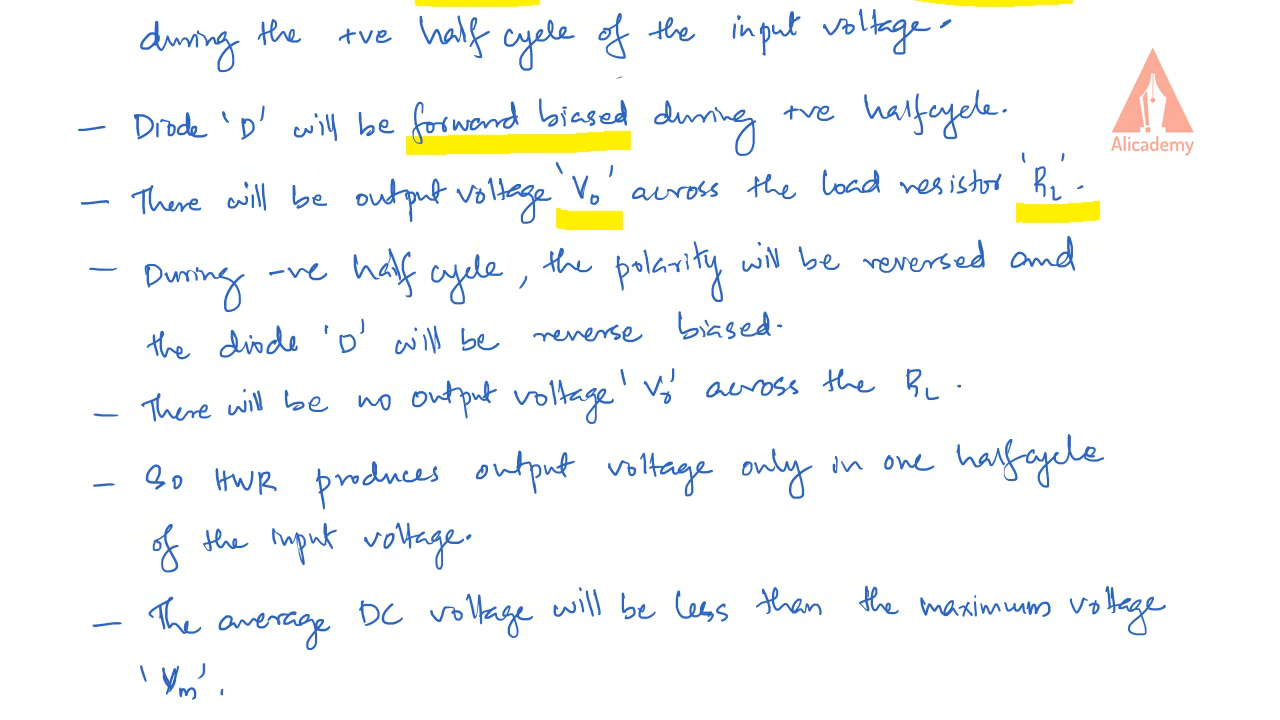 during the +ve half cycle of the input voltage.
— Diode 'D' will be forward biased during +ve halfcycle.
Alicademy
— There will be output voltage 'V₀' across the load resistor 'R_L'.
— During -ve half cycle, the polarity will be reversed and
the diode 'D' will be reverse biased.
— There will be no output voltage 'V₀' across the R_L.
— So HWR produces output voltage only in one halfcycle
of the input voltage.
— The average DC voltage will be less than the maximum voltage
'Vm'.